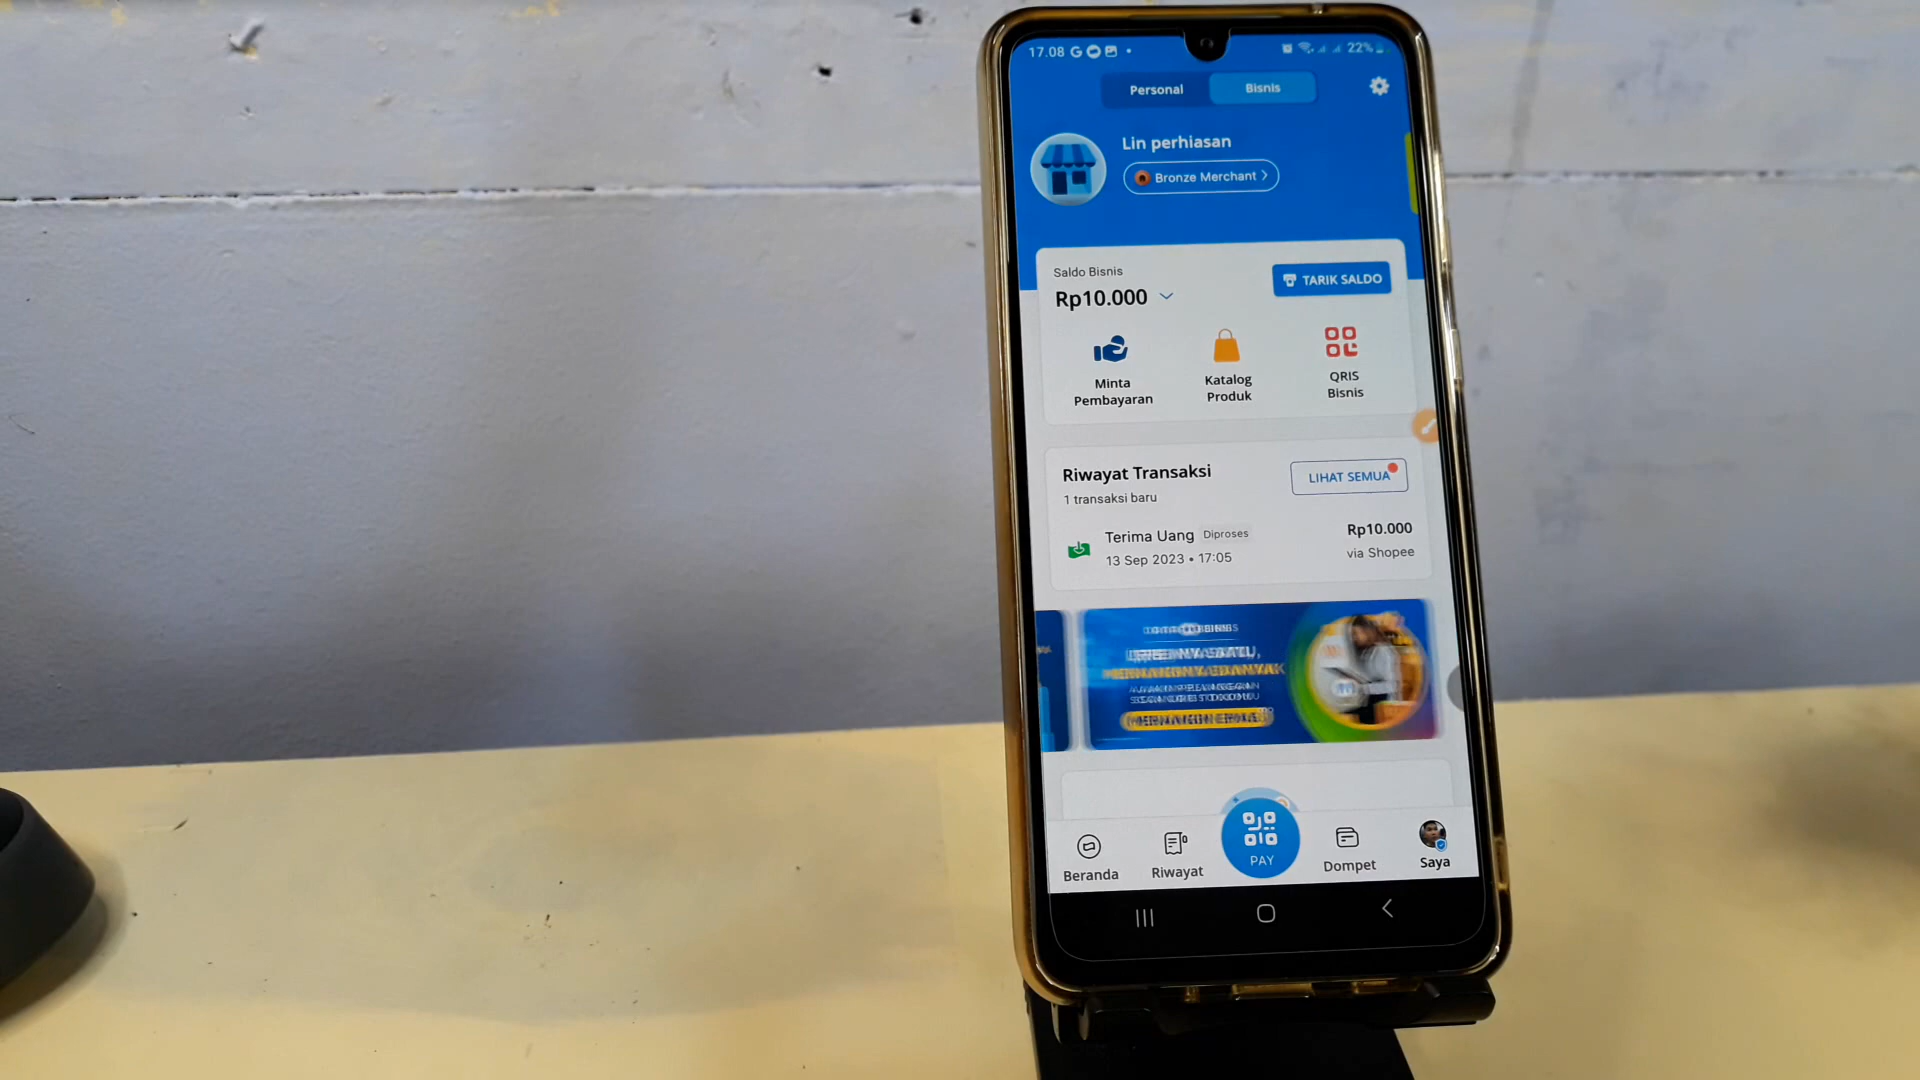 17.08
22%
Personal
Bisnis
Lin perhiasan
Bronze Merchant
Saldo Bisnis
Rp10.000
TARIK SALDO
Minta
Pembayaran
Katalog
Produk
QRIS
Bisnis
Riwayat Transaksi
LIHAT SEMUA
1 transaksi baru
Terima Uang
Diproses
Rp10.000
13 Sep 2023 • 17:05
via Shopee
Beranda
Riwayat
PAY
Dompet
Saya